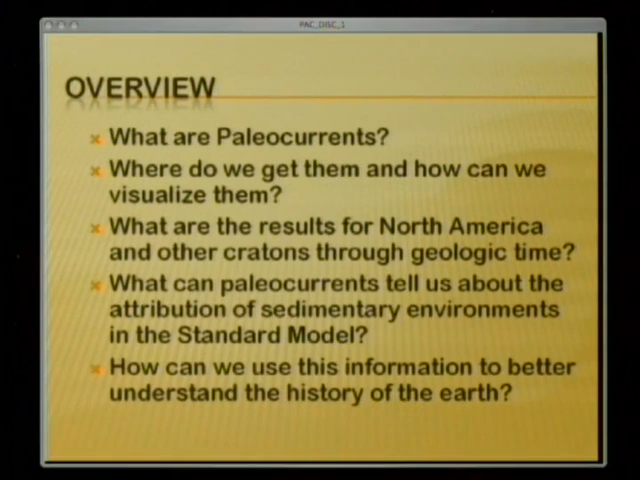 PAC_DISC_1
OVERVIEW
What are Paleocurrents?
Where do we get them and how can we
visualize them?
What are the results for North America
and other cratons through geologic time?
What can paleocurrents tell us about the
attribution of sedimentary environments
in the Standard Model?
How can we use this information to better
understand the history of the earth?